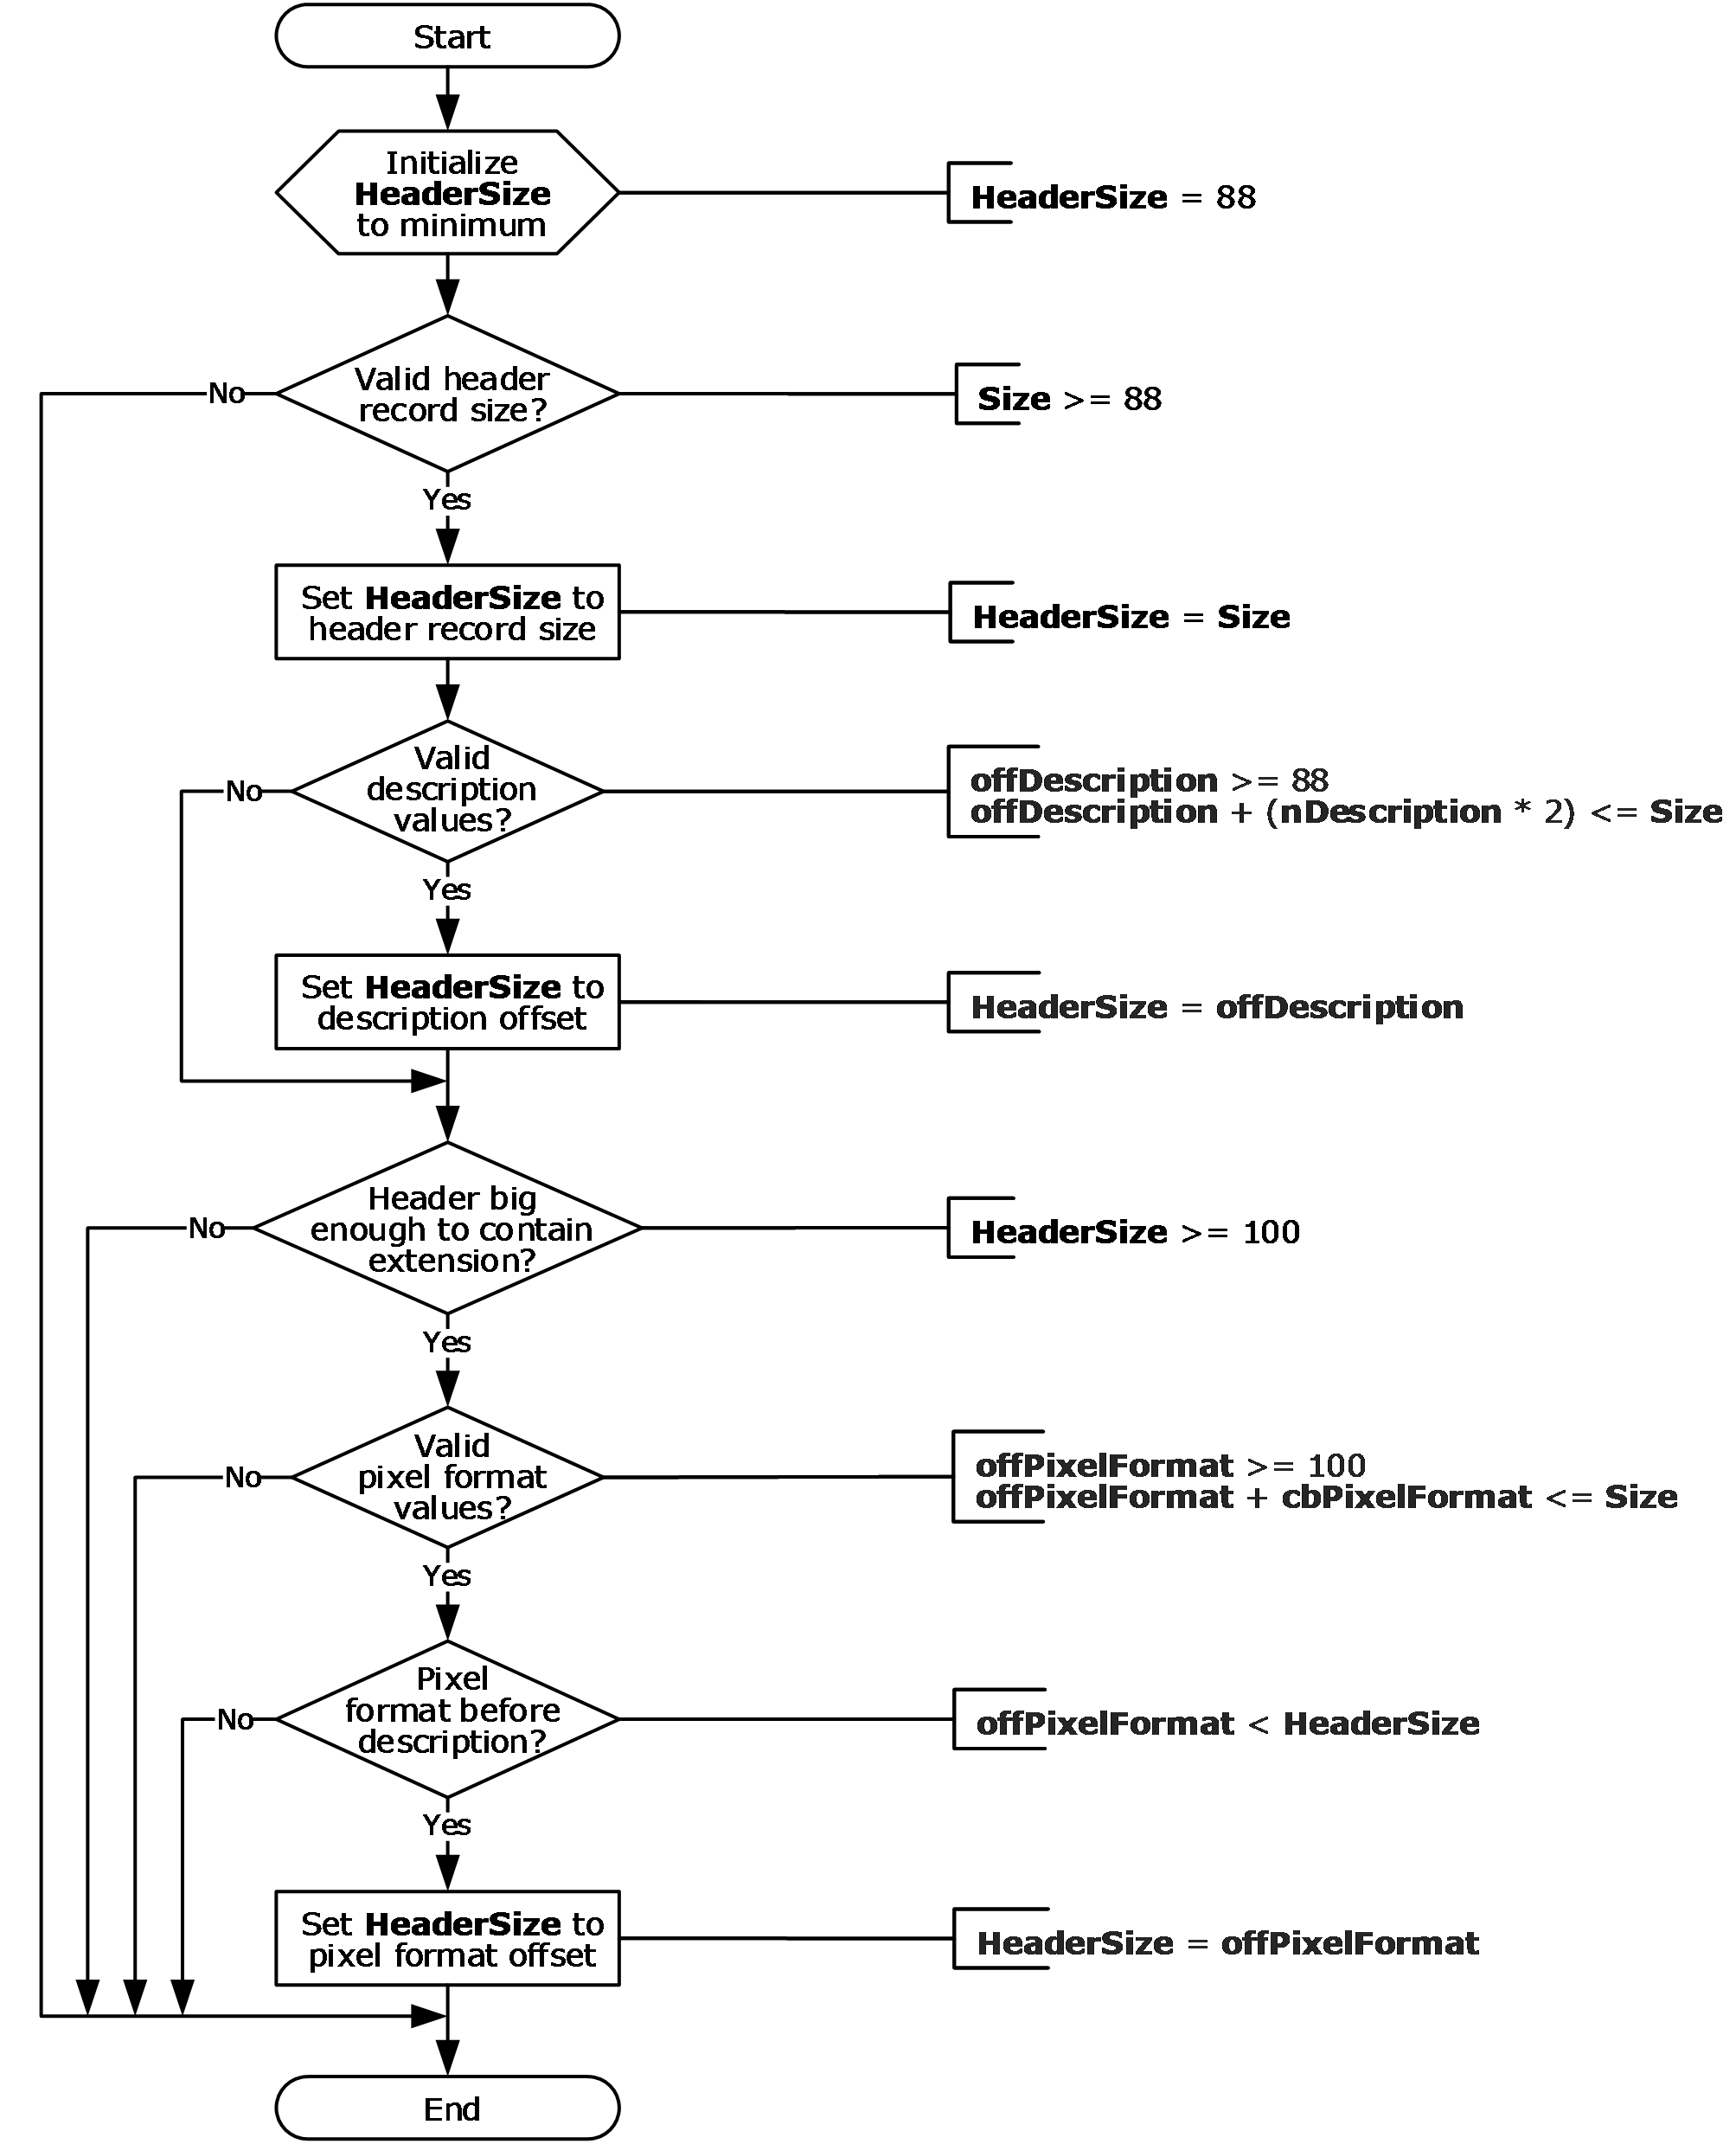 Start
Initialize
HeaderSize
to minimum
HeaderSize = 88
Valid header
record size?
No
Size >= 88
Yes
Set HeaderSize to
header record size
HeaderSize = Size
Valid
description
values?
No
offDescription >= 88
offDescription + (nDescription * 2) <= Size
Yes
Set HeaderSize to
description offset
HeaderSize = offDescription
Header big
enough to contain
extension?
No
HeaderSize >= 100
Yes
Valid
pixel format
values?
No
offPixelFormat >= 100
offPixelFormat + cbPixelFormat <= Size
Yes
Pixel
format before
description?
No
offPixelFormat < HeaderSize
Yes
Set HeaderSize to
pixel format offset
HeaderSize = offPixelFormat
End